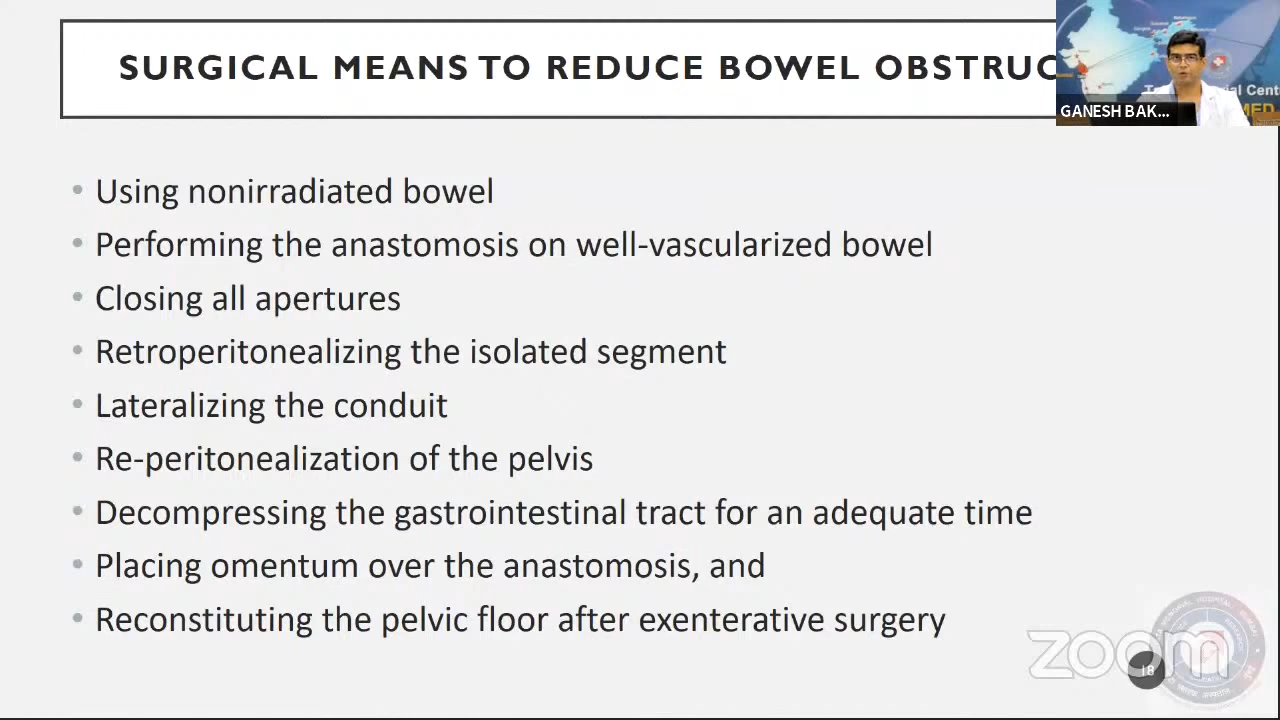 SURGICAL MEANS TO REDUCE BOWEL OBSTRUC
GANESH BAK...
• Using nonirradiated bowel
• Performing the anastomosis on well-vascularized bowel
• Closing all apertures
• Retroperitonealizing the isolated segment
• Lateralizing the conduit
• Re-peritonealization of the pelvis
• Decompressing the gastrointestinal tract for an adequate time
• Placing omentum over the anastomosis, and
• Reconstituting the pelvic floor after exenterative surgery
zoom
18